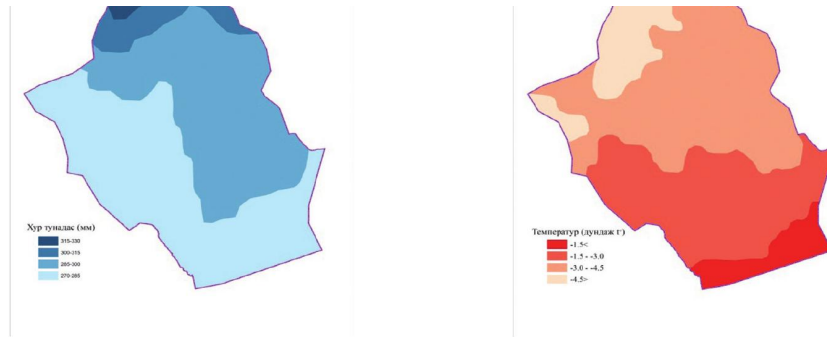 Хур тунадас (мм)
315-330
300-315
285-300
270-285
Температур (дундаж t°)
-1.5<
-1.5 - -3.0
-3.0 - -4.5
-4.5>